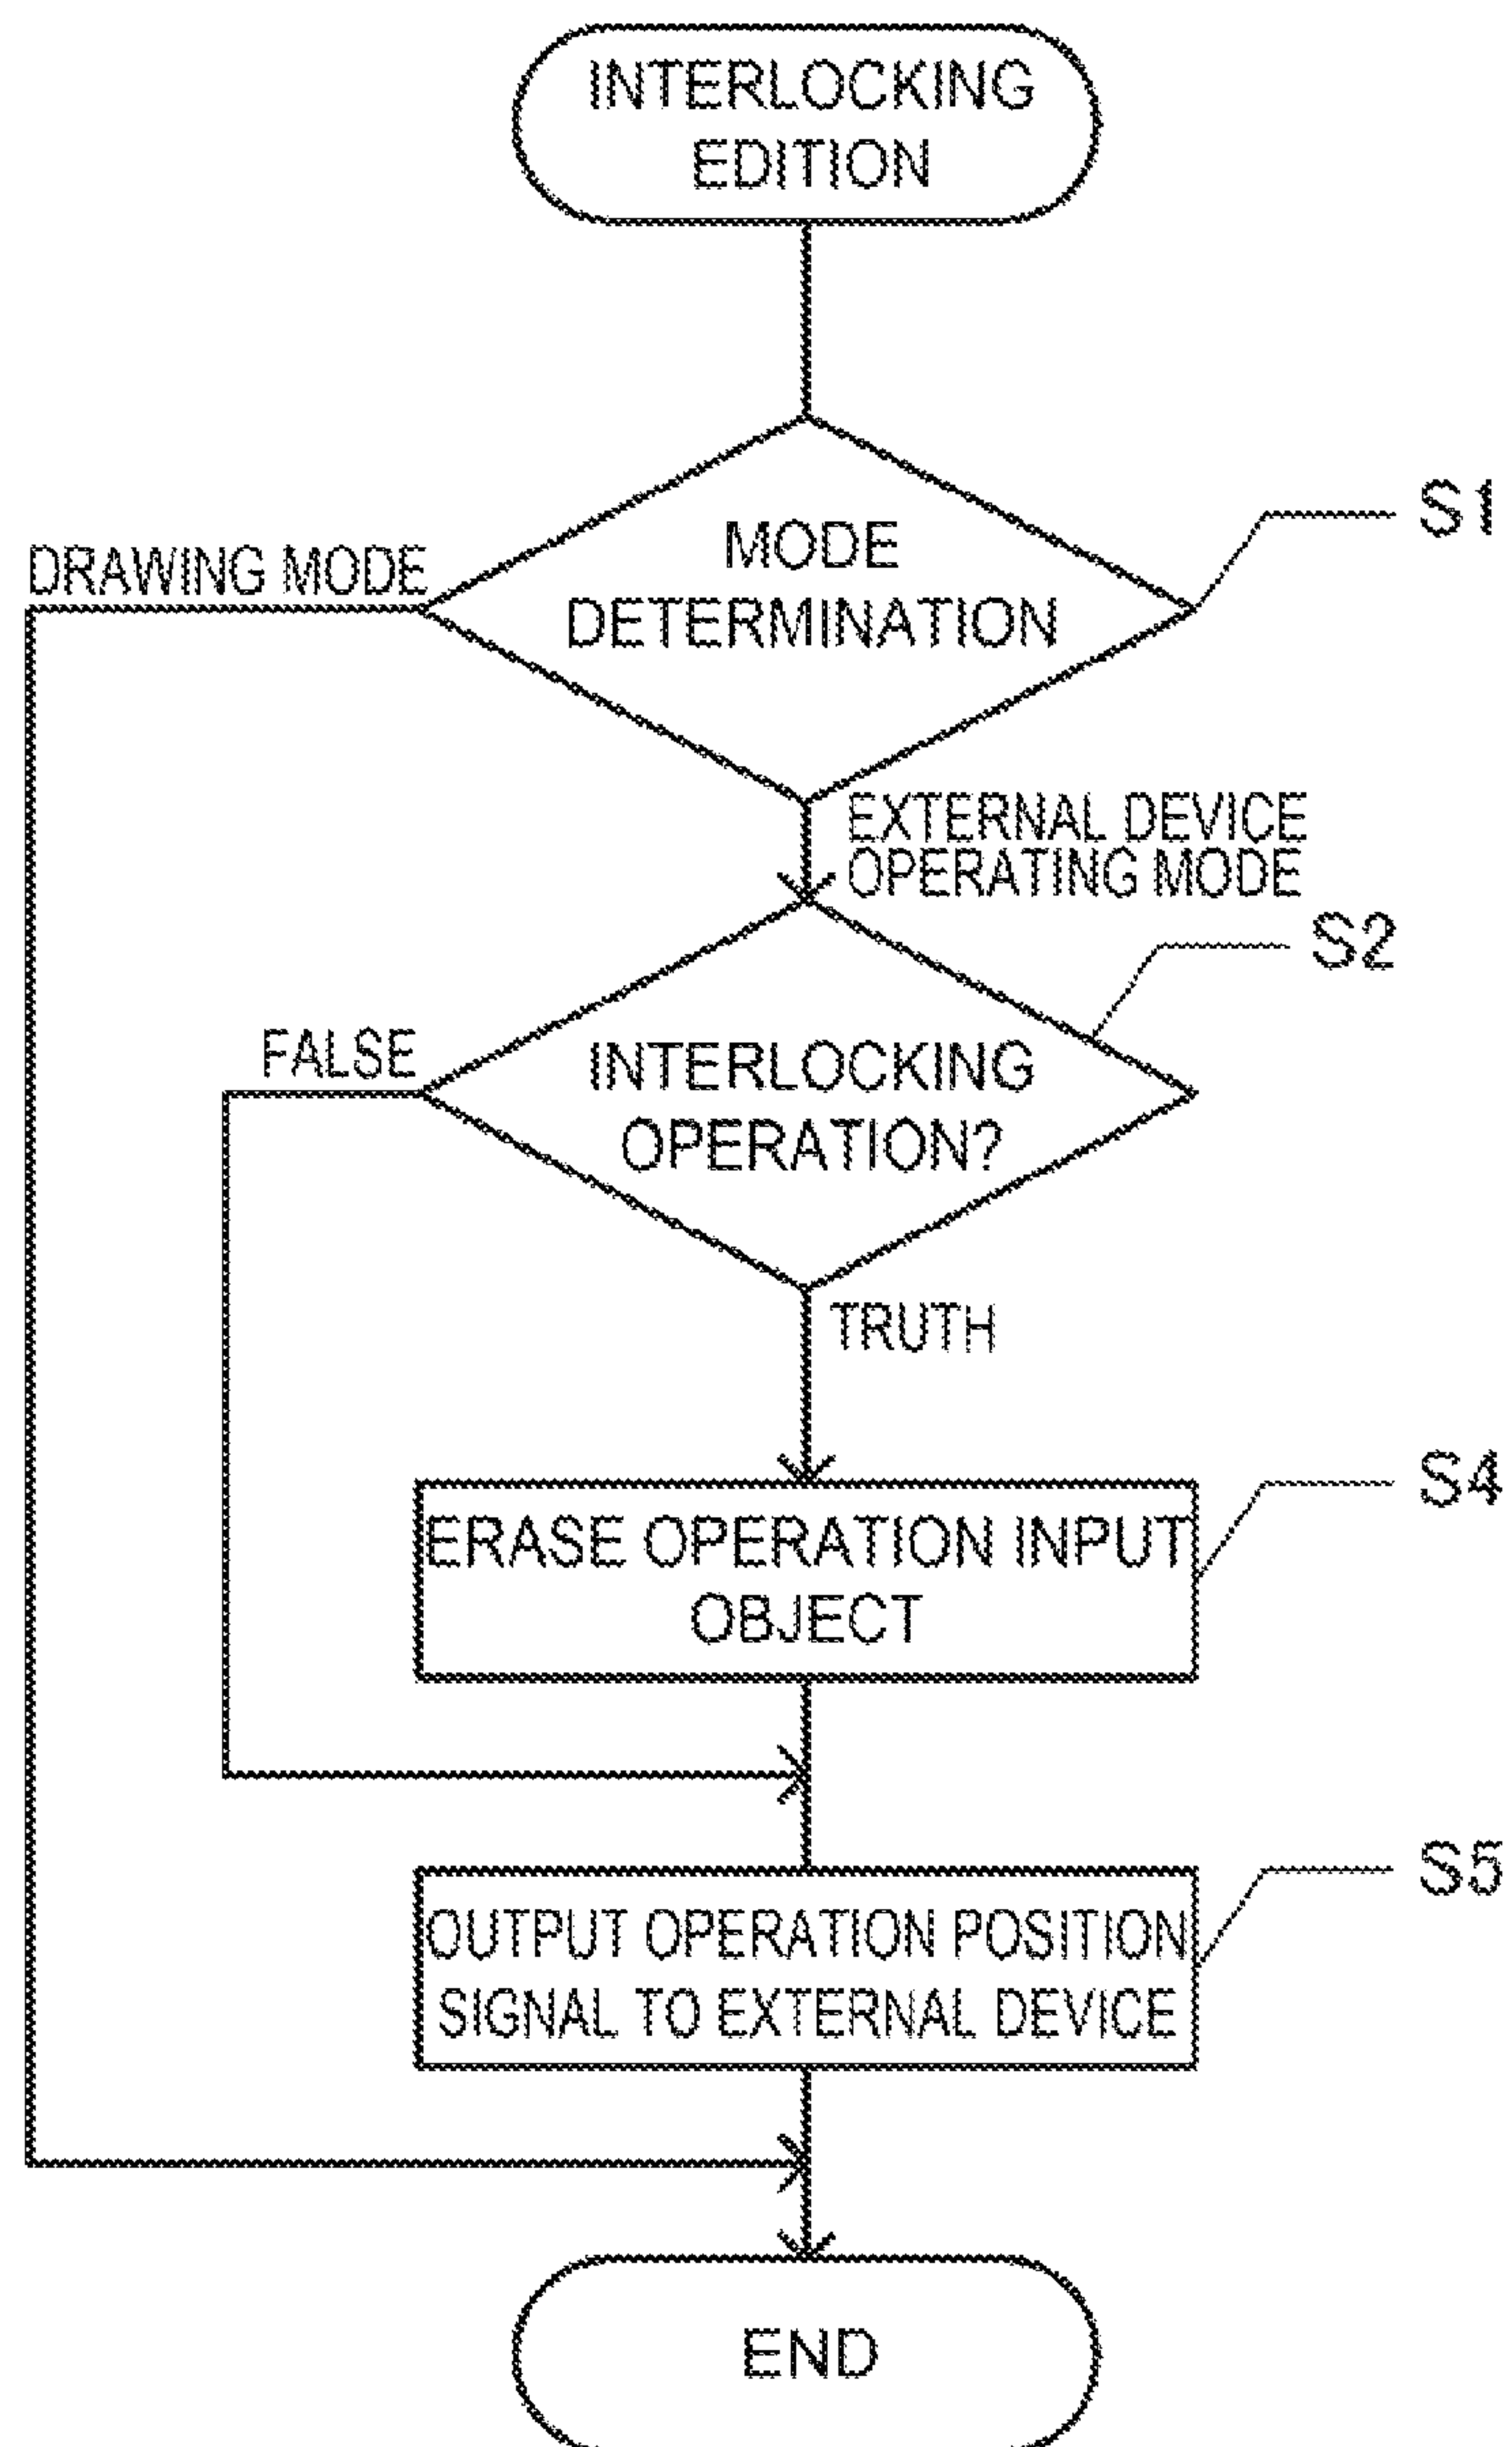 INTERLOCKING
EDITION
MODE
DETERMINATION
S1
DRAWING MODE
EXTERNAL DEVICE
OPERATING MODE
S2
FALSE
INTERLOCKING
OPERATION?
TRUTH
S4
ERASE OPERATION INPUT
OBJECT
S5
OUTPUT OPERATION POSITION
SIGNAL TO EXTERNAL DEVICE
END